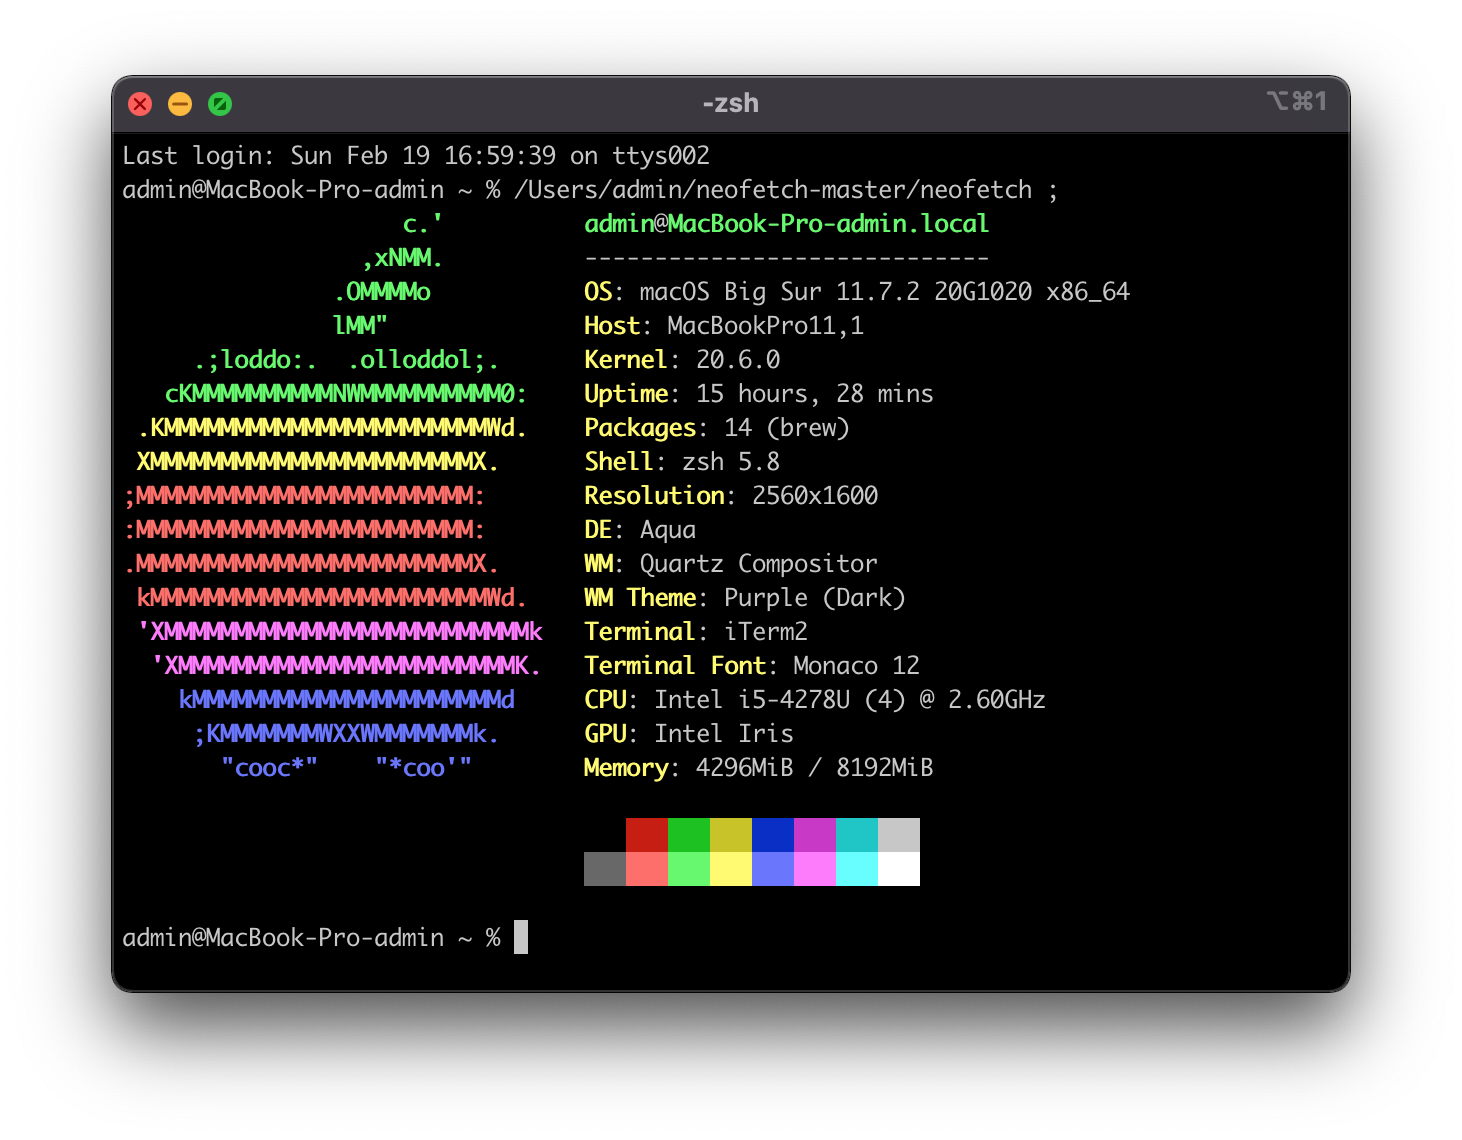 -zsh
⌥⌘1
Last login: Sun Feb 19 16:59:39 on ttys002
admin@MacBook-Pro-admin ~ % /Users/admin/neofetch-master/neofetch ;
                    c.'          admin@MacBook-Pro-admin.local
                 ,xNMM.          -----------------------------
               .OMMMMo           OS: macOS Big Sur 11.7.2 20G1020 x86_64
               lMM"              Host: MacBookPro11,1
     .;loddo:.  .olloddol;.      Kernel: 20.6.0
   cKMMMMMMMMMMNWMMMMMMMMMM0:    Uptime: 15 hours, 28 mins
 .KMMMMMMMMMMMMMMMMMMMMMMMWd.    Packages: 14 (brew)
 XMMMMMMMMMMMMMMMMMMMMMMMX.      Shell: zsh 5.8
;MMMMMMMMMMMMMMMMMMMMMMMM:       Resolution: 2560x1600
:MMMMMMMMMMMMMMMMMMMMMMMM:       DE: Aqua
.MMMMMMMMMMMMMMMMMMMMMMMMX.      WM: Quartz Compositor
 kMMMMMMMMMMMMMMMMMMMMMMMMWd.    WM Theme: Purple (Dark)
 'XMMMMMMMMMMMMMMMMMMMMMMMMMMk   Terminal: iTerm2
  'XMMMMMMMMMMMMMMMMMMMMMMMMK.   Terminal Font: Monaco 12
    kMMMMMMMMMMMMMMMMMMMMMMd     CPU: Intel i5-4278U (4) @ 2.60GHz
     ;KMMMMMMMWXXWMMMMMMMk.      GPU: Intel Iris
       "cooc*"    "*coo'"        Memory: 4296MiB / 8192MiB
admin@MacBook-Pro-admin ~ %